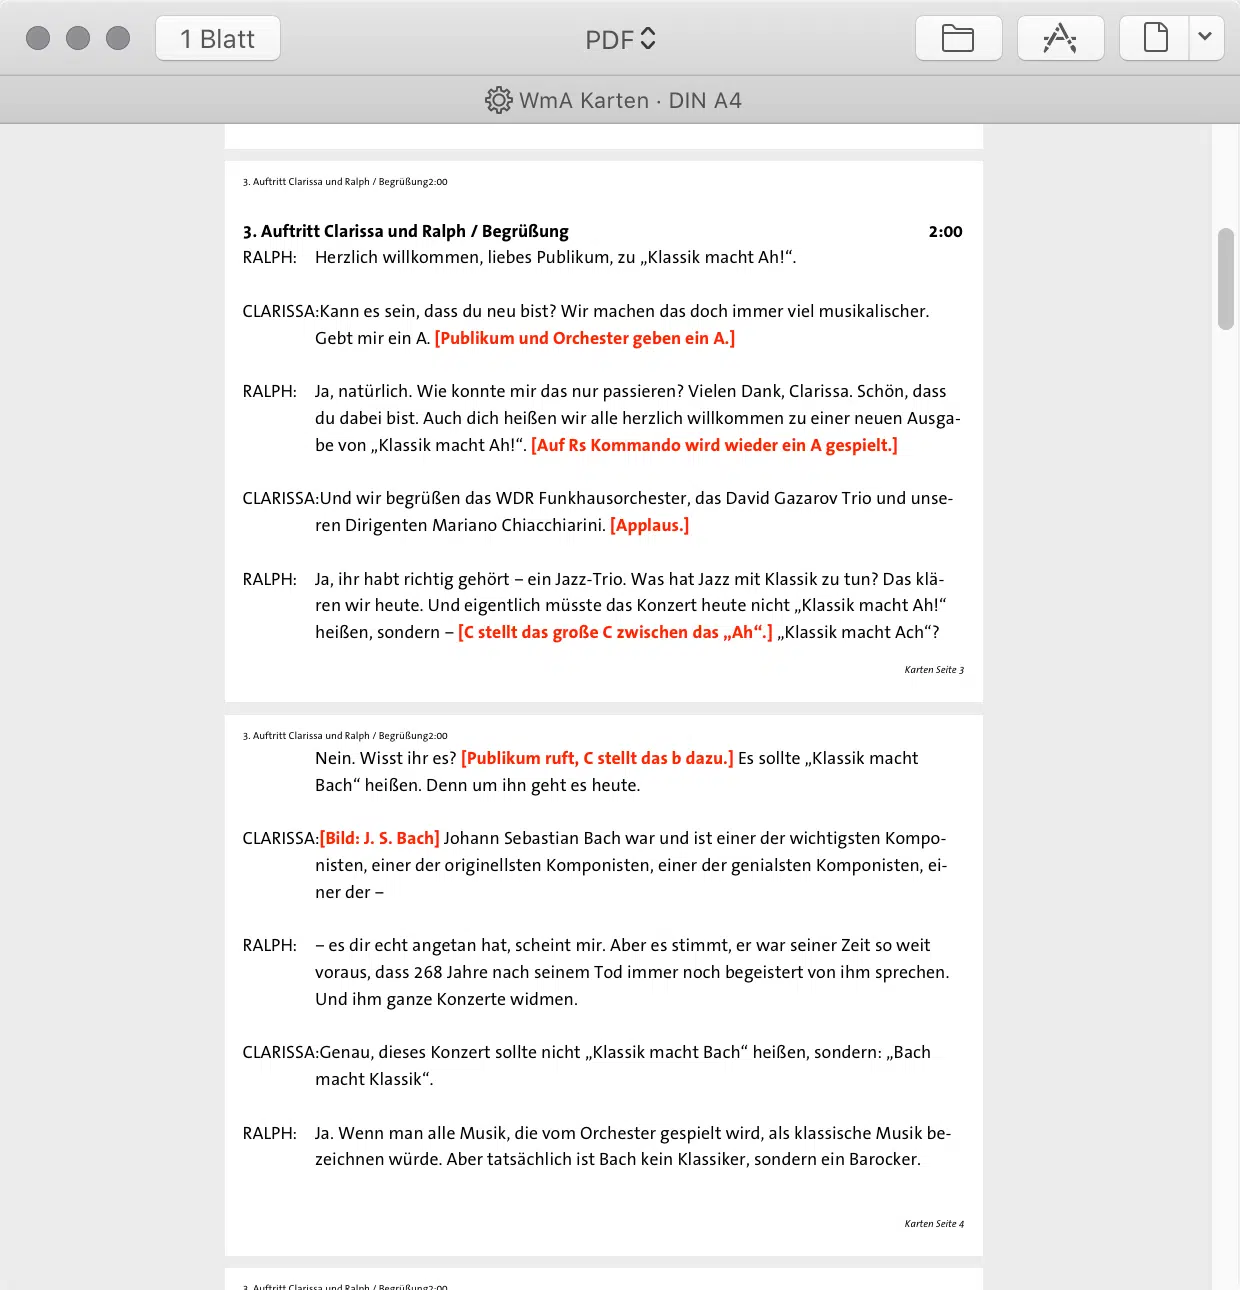 1 Blatt
PDF
WmA Karten · DIN A4
3. Auftritt Clarissa und Ralph / Begrüßung2:00
3. Auftritt Clarissa und Ralph / Begrüßung 2:00
RALPH: Herzlich willkommen, liebes Publikum, zu „Klassik macht Ah!“.
CLARISSA:Kann es sein, dass du neu bist? Wir machen das doch immer viel musikalischer.
Gebt mir ein A. [Publikum und Orchester geben ein A.]
RALPH: Ja, natürlich. Wie konnte mir das nur passieren? Vielen Dank, Clarissa. Schön, dass
du dabei bist. Auch dich heißen wir alle herzlich willkommen zu einer neuen Ausga-
be von „Klassik macht Ah!“. [Auf Rs Kommando wird wieder ein A gespielt.]
CLARISSA:Und wir begrüßen das WDR Funkhausorchester, das David Gazarov Trio und unse-
ren Dirigenten Mariano Chiacchiarini. [Applaus.]
RALPH: Ja, ihr habt richtig gehört – ein Jazz-Trio. Was hat Jazz mit Klassik zu tun? Das klä-
ren wir heute. Und eigentlich müsste das Konzert heute nicht „Klassik macht Ah!“
heißen, sondern – [C stellt das große C zwischen das „Ah“.] „Klassik macht Ach“?
Karten Seite 3
3. Auftritt Clarissa und Ralph / Begrüßung2:00
Nein. Wisst ihr es? [Publikum ruft, C stellt das b dazu.] Es sollte „Klassik macht
Bach“ heißen. Denn um ihn geht es heute.
CLARISSA:[Bild: J. S. Bach] Johann Sebastian Bach war und ist einer der wichtigsten Kompo-
nisten, einer der originellsten Komponisten, einer der genialsten Komponisten, ei-
ner der –
RALPH: – es dir echt angetan hat, scheint mir. Aber es stimmt, er war seiner Zeit so weit
voraus, dass 268 Jahre nach seinem Tod immer noch begeistert von ihm sprechen.
Und ihm ganze Konzerte widmen.
CLARISSA:Genau, dieses Konzert sollte nicht „Klassik macht Bach“ heißen, sondern: „Bach
macht Klassik“.
RALPH: Ja. Wenn man alle Musik, die vom Orchester gespielt wird, als klassische Musik be-
zeichnen würde. Aber tatsächlich ist Bach kein Klassiker, sondern ein Barocker.
Karten Seite 4
3. Auftritt Clarissa und Ralph / Begrüßung2:00